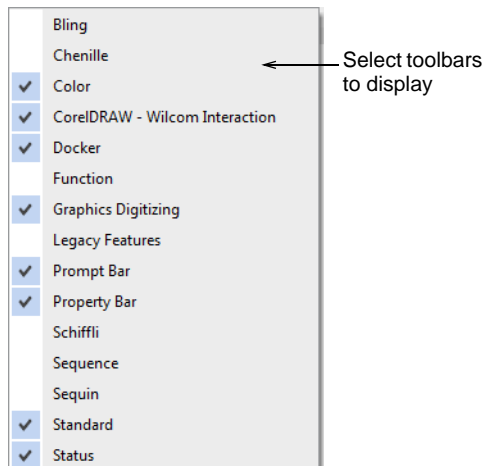 Bling
Chenille
Color
CorelDRAW - Wilcom Interaction
Docker
Function
Graphics Digitizing
Legacy Features
Prompt Bar
Property Bar
Schiffli
Sequence
Sequin
Standard
Status
Select toolbars
to display